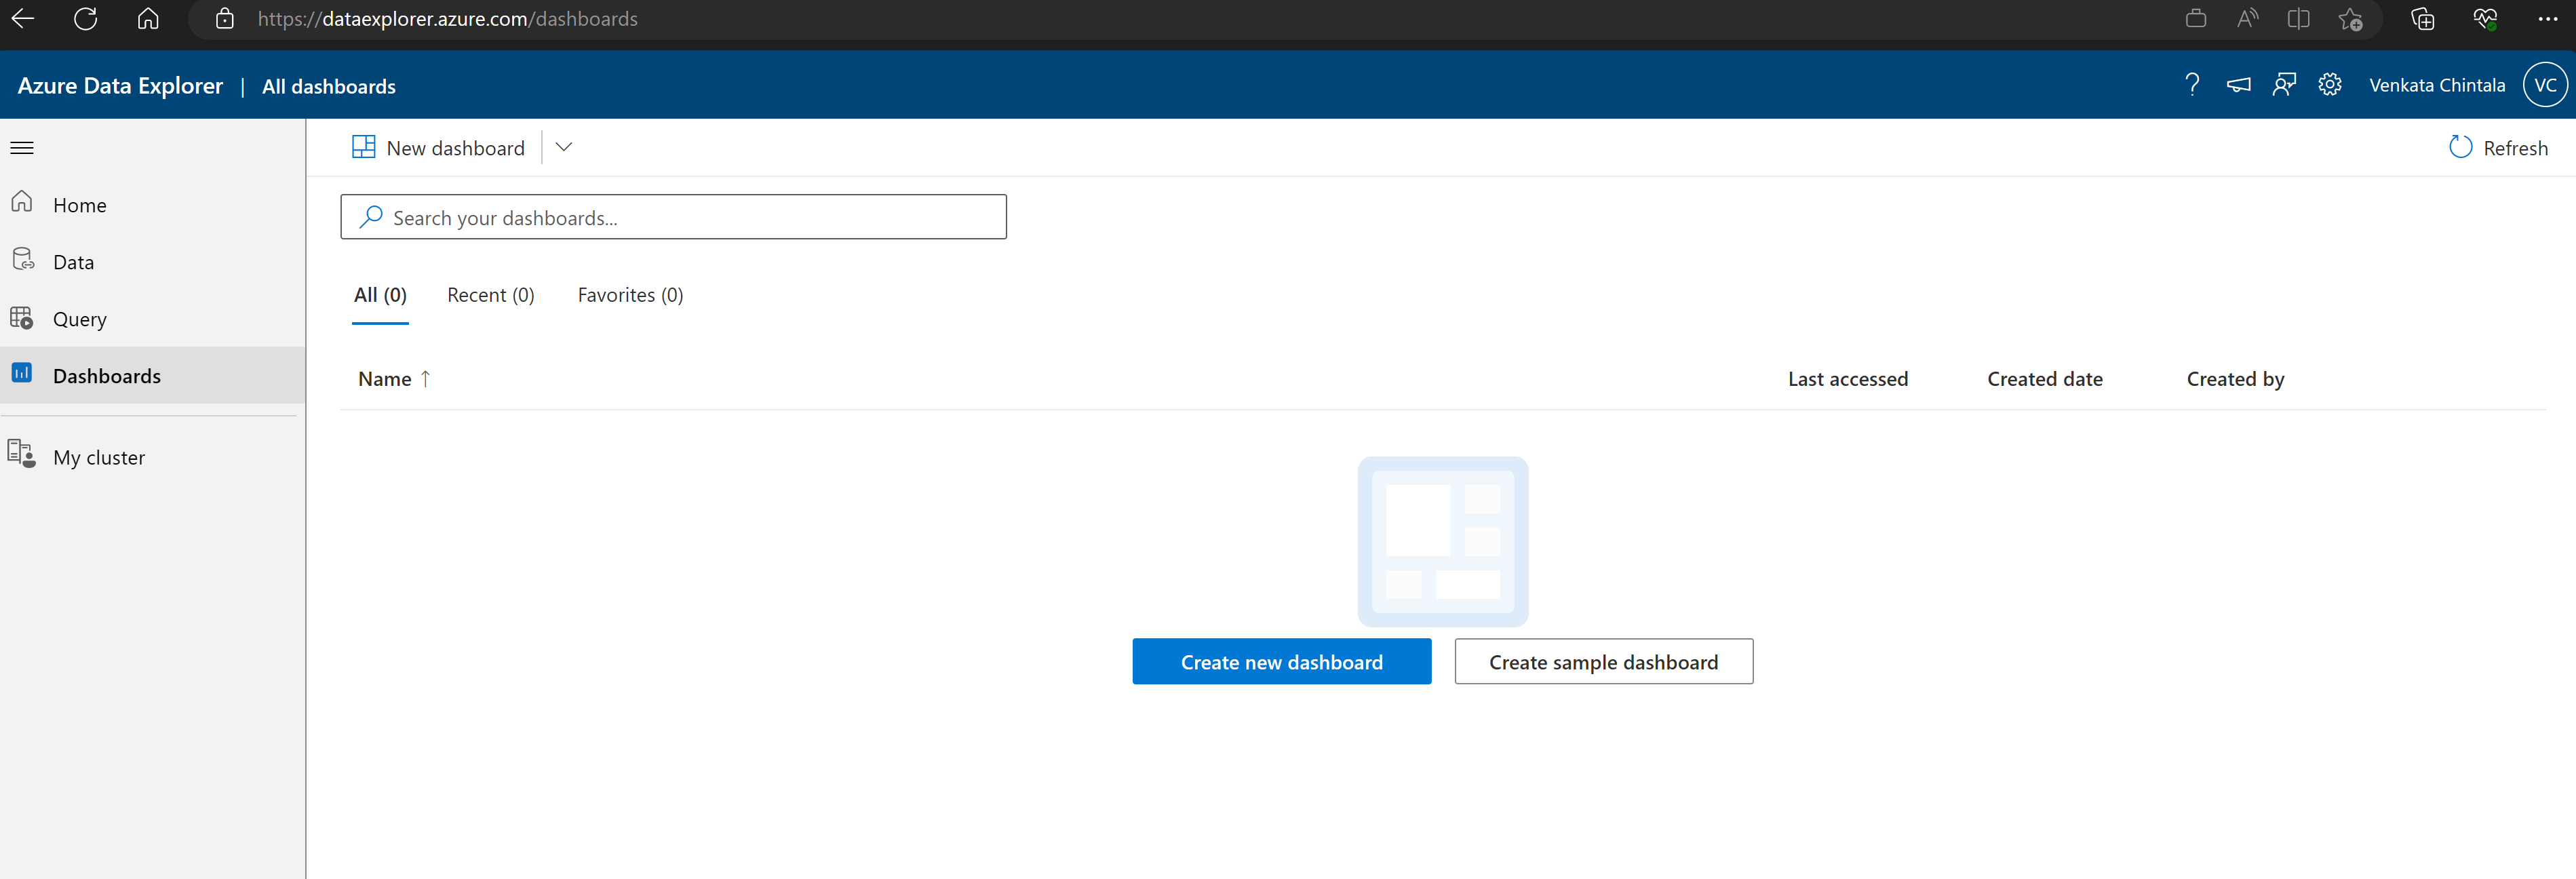 https://dataexplorer.azure.com/dashboards
Azure Data Explorer | All dashboards
Venkata Chintala VC
New dashboard
Refresh
Home
Data
Query
Dashboards
My cluster
Search your dashboards...
All (0) Recent (0) Favorites (0)
Name ↑ Last accessed Created date Created by
Create new dashboard Create sample dashboard